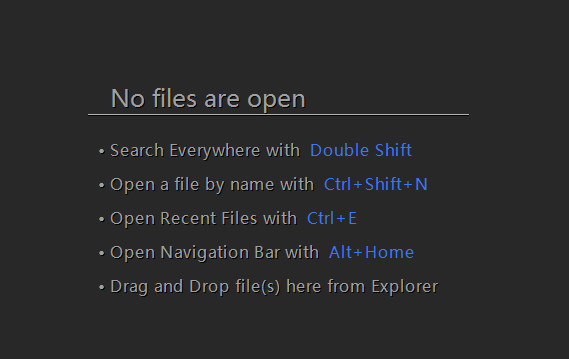 No files are open
• Search Everywhere with Double Shift
• Open a file by name with Ctrl+Shift+N
• Open Recent Files with Ctrl+E
• Open Navigation Bar with Alt+Home
• Drag and Drop file(s) here from Explorer